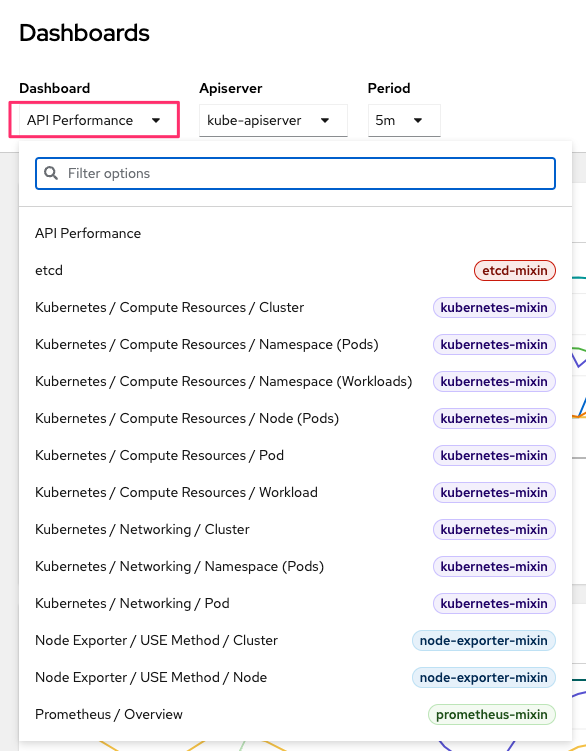 Dashboards
Dashboard Apiserver Period
API Performance kube-apiserver 5m
Filter options
API Performance
etcd etcd-mixin
Kubernetes / Compute Resources / Cluster kubernetes-mixin
Kubernetes / Compute Resources / Namespace (Pods) kubernetes-mixin
Kubernetes / Compute Resources / Namespace (Workloads) kubernetes-mixin
Kubernetes / Compute Resources / Node (Pods) kubernetes-mixin
Kubernetes / Compute Resources / Pod kubernetes-mixin
Kubernetes / Compute Resources / Workload kubernetes-mixin
Kubernetes / Networking / Cluster kubernetes-mixin
Kubernetes / Networking / Namespace (Pods) kubernetes-mixin
Kubernetes / Networking / Pod kubernetes-mixin
Node Exporter / USE Method / Cluster node-exporter-mixin
Node Exporter / USE Method / Node node-exporter-mixin
Prometheus / Overview prometheus-mixin